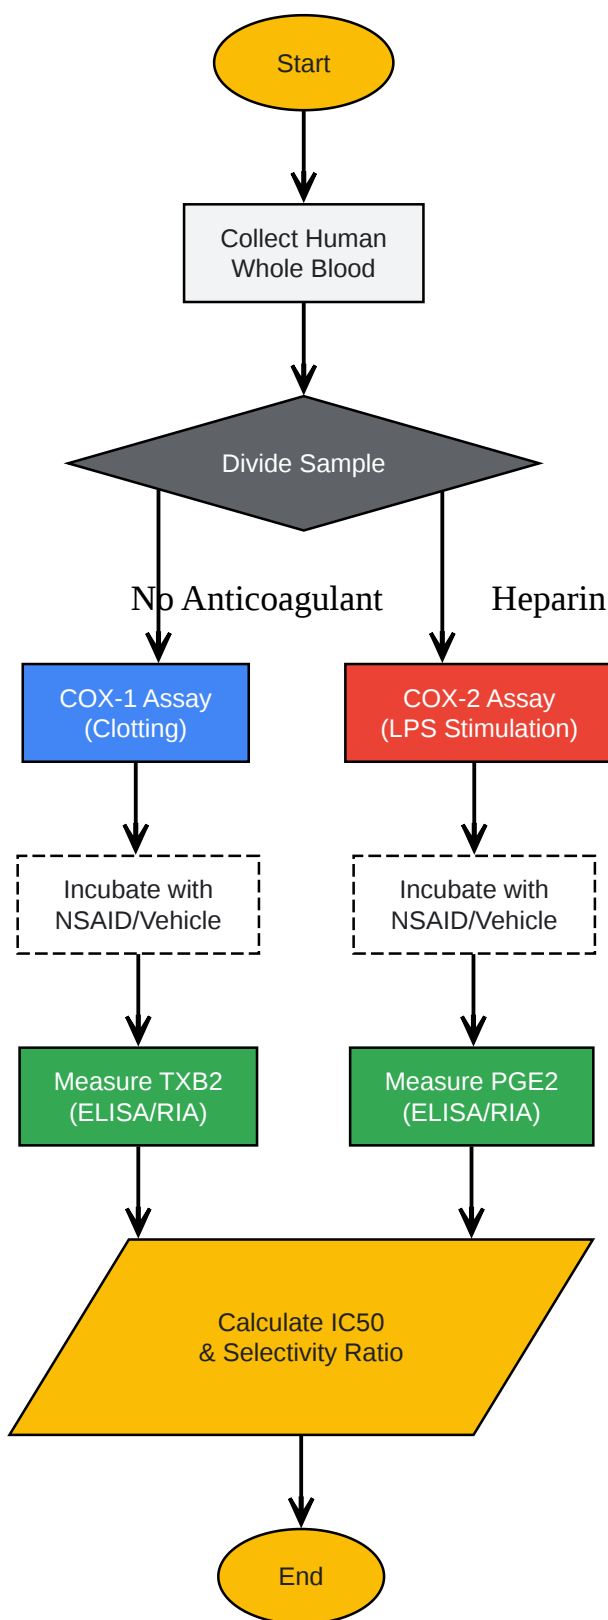 Start
Collect Human
Whole Blood
Divide Sample
No Anticoagulant
Heparin
COX-1 Assay
(Clotting)
COX-2 Assay
(LPS Stimulation)
Incubate with
NSAID/Vehicle
Incubate with
NSAID/Vehicle
Measure TXB2
(ELISA/RIA)
Measure PGE2
(ELISA/RIA)
Calculate IC50
& Selectivity Ratio
End